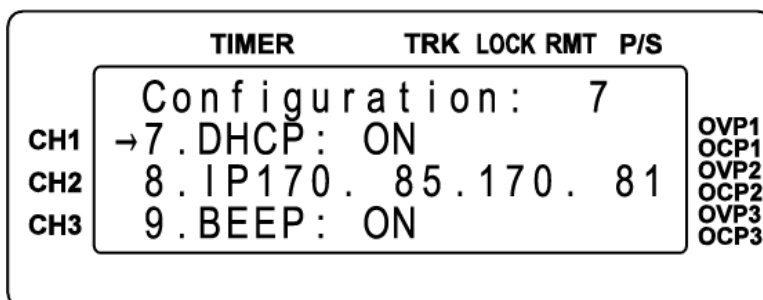 TIMER TRK LOCK RMT P/S
Configuration: 7
CH1 →7.DHCP: ON OVP1
OCP1
CH2 8.IP170. 85.170. 81 OVP2
OCP2
CH3 9.BEEP: ON OVP3
OCP3